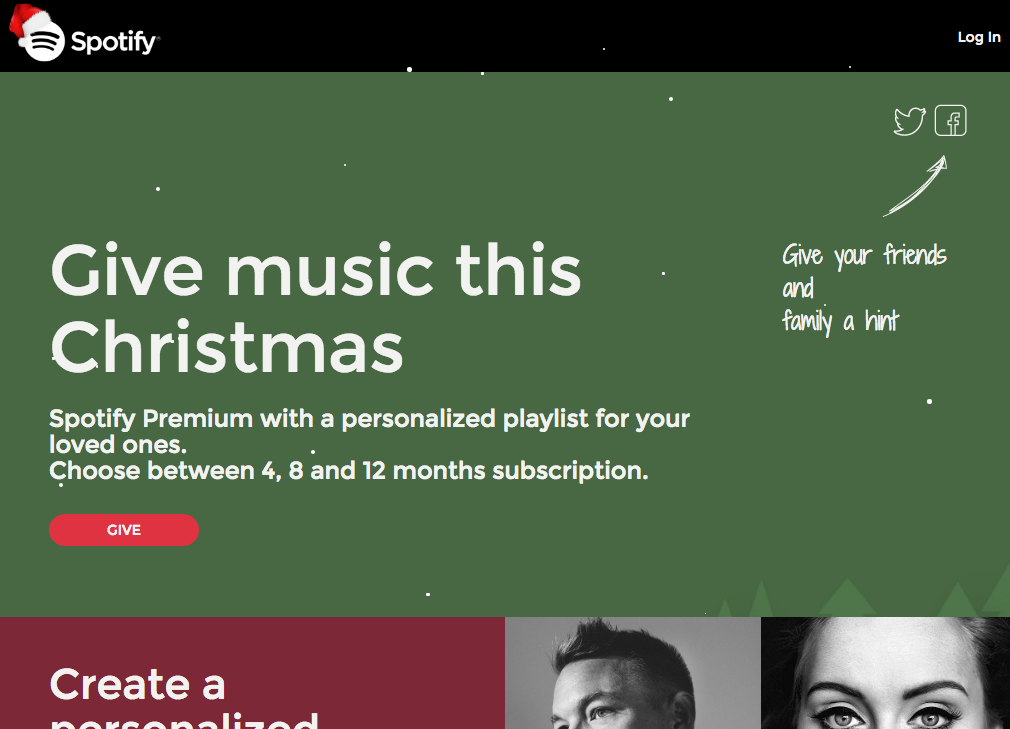 Spotify
Log In
Give your friends
and
family a hint
Give music this
Christmas
Spotify Premium with a personalized playlist for your
loved ones.
Choose between 4, 8 and 12 months subscription.
GIVE
Create a
personalized